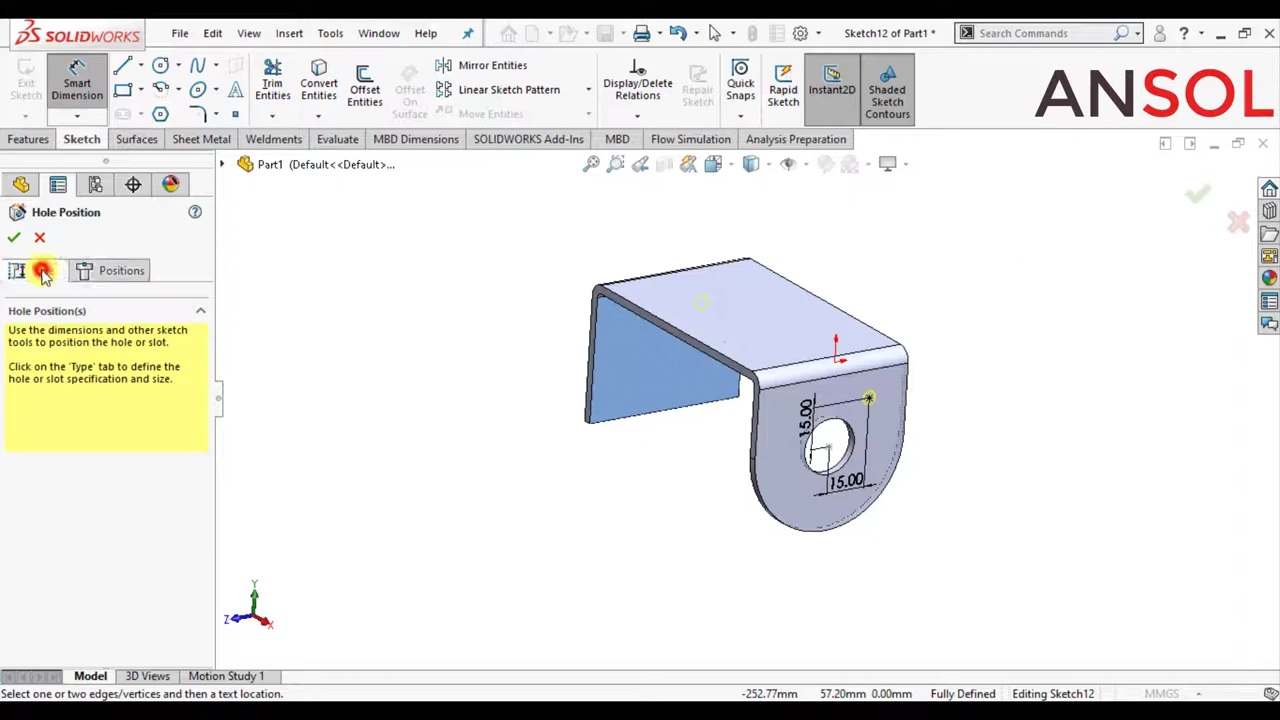 SOLIDWORKS File Edit View Insert Tools Window Help Sketch12 of Part1 * Search Commands ?
ANSOL
Exit Sketch
Smart Dimension
Trim Entities
Convert Entities
Offset Entities
Offset On Surface
Mirror Entities
Linear Sketch Pattern
Move Entities
Display/Delete Relations
Repair Sketch
Quick Snaps
Rapid Sketch
Instant2D
Shaded Sketch Contours
Features Sketch Surfaces Sheet Metal Weldments Evaluate MBD Dimensions SOLIDWORKS Add-Ins MBD Flow Simulation Analysis Preparation
Part1 (Default<<Default>...
Hole Position ?
Positions
Hole Position(s)
Use the dimensions and other sketch
tools to position the hole or slot.
Click on the 'Type' tab to define the
hole or slot specification and size.
15.00
15.00
Y
Z
X
Model 3D Views Motion Study 1
Select one or two edges/vertices and then a text location. -252.77mm 57.20mm 0.00mm Fully Defined Editing Sketch12 MMGS